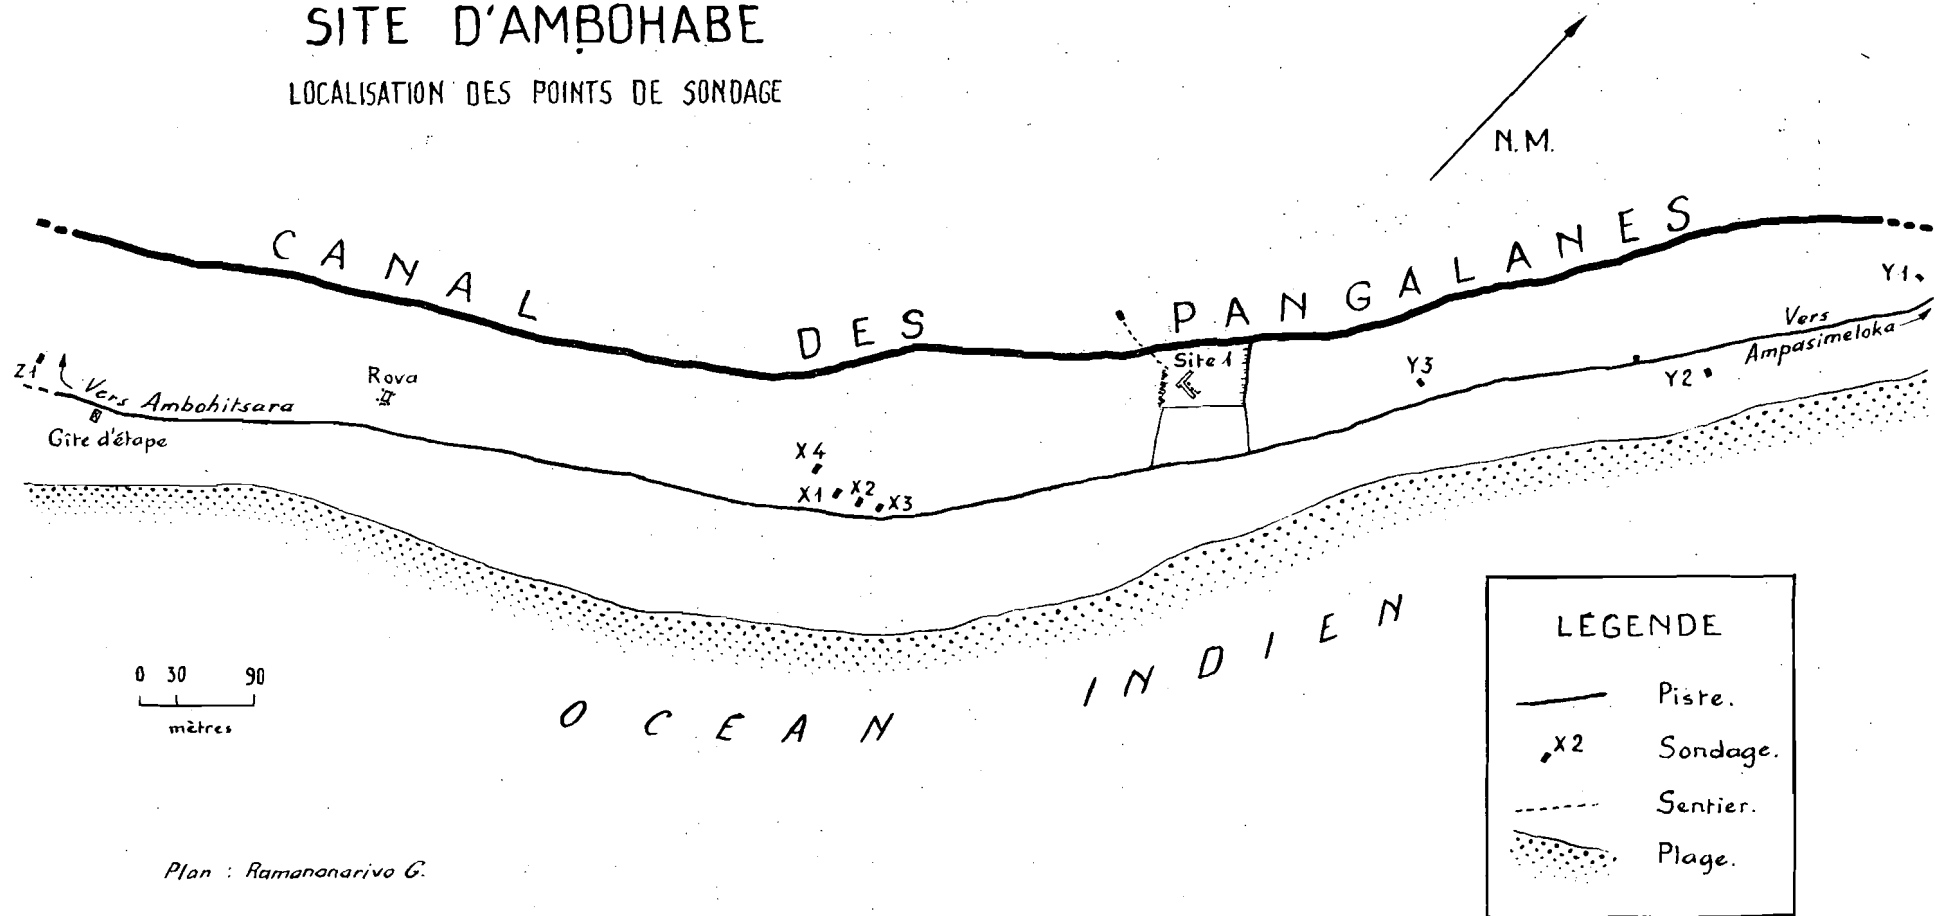 SITE D'AMBOHABE
LOCALISATION DES POINTS DE SONDAGE
N.M.
CANAL DES PANGALANES
Y1
Vers
Ampasimeloka
Site 1
Y3
Y2
Z1
Rova
Vers Ambohitsara
Gîte d'étape
X4
X1
X2
X3
OCEAN INDIEN
0 30 90
mètres
LÉGENDE
Piste.
X2 Sondage.
Sentier.
Plage.
Plan : Ramanonarivo G.